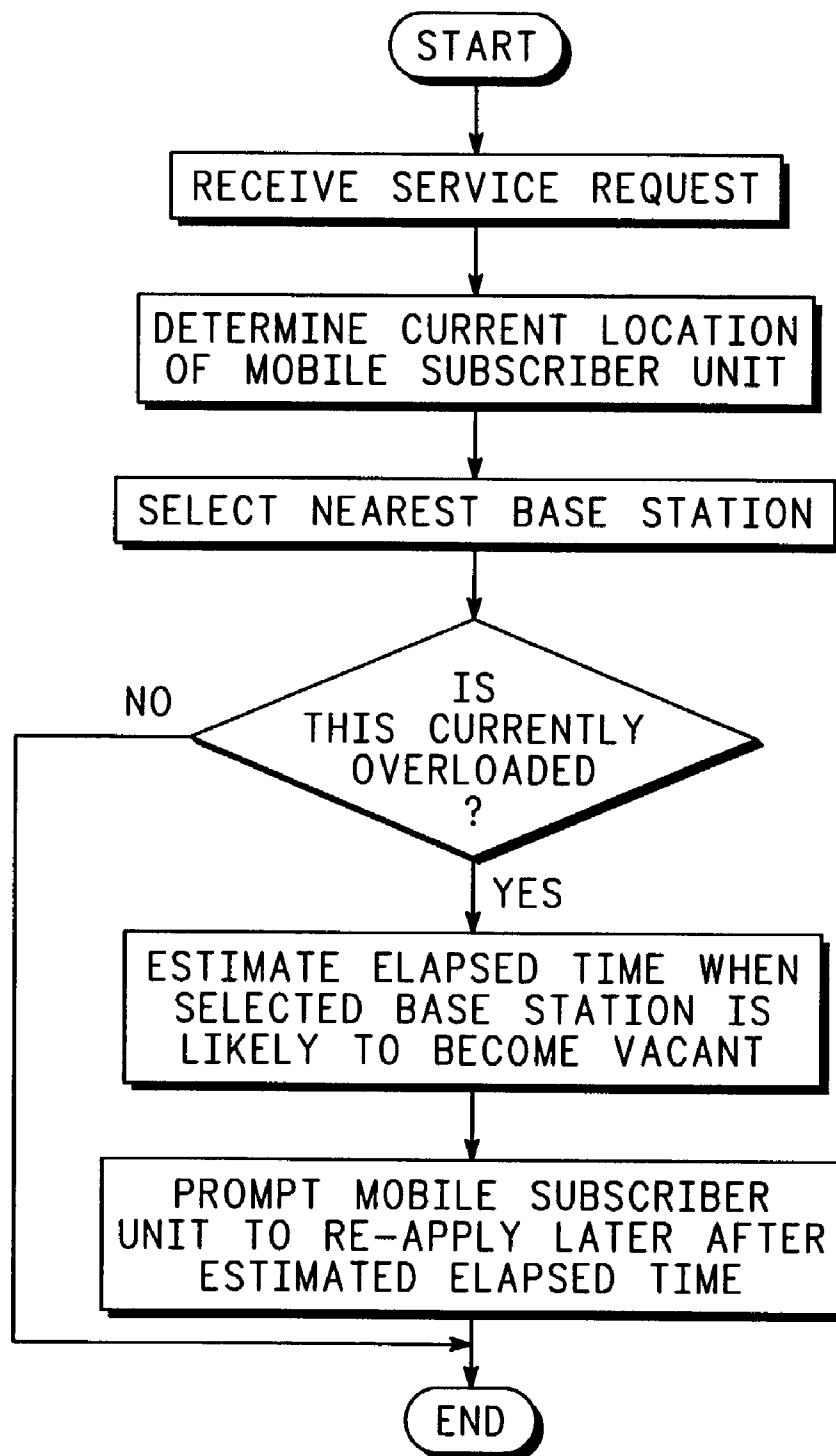 START
RECEIVE SERVICE REQUEST
DETERMINE CURRENT LOCATION
OF MOBILE SUBSCRIBER UNIT
SELECT NEAREST BASE STATION
IS
THIS CURRENTLY
OVERLOADED
?
NO
YES
ESTIMATE ELAPSED TIME WHEN
SELECTED BASE STATION IS
LIKELY TO BECOME VACANT
PROMPT MOBILE SUBSCRIBER
UNIT TO RE-APPLY LATER AFTER
ESTIMATED ELAPSED TIME
END